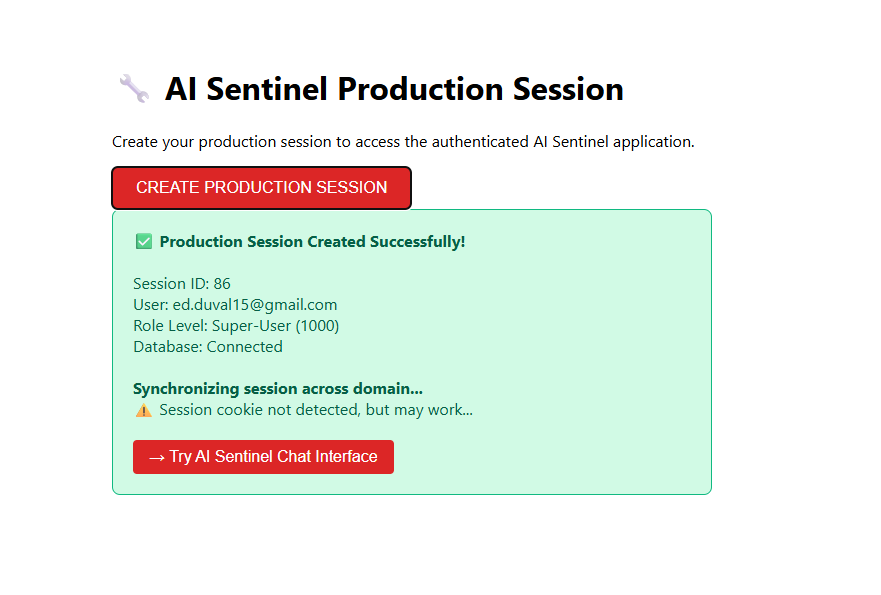 AI Sentinel Production Session
Create your production session to access the authenticated AI Sentinel application.
CREATE PRODUCTION SESSION
Production Session Created Successfully!
Session ID: 86
User: ed.duval15@gmail.com
Role Level: Super-User (1000)
Database: Connected
Synchronizing session across domain...
Session cookie not detected, but may work...
→ Try AI Sentinel Chat Interface